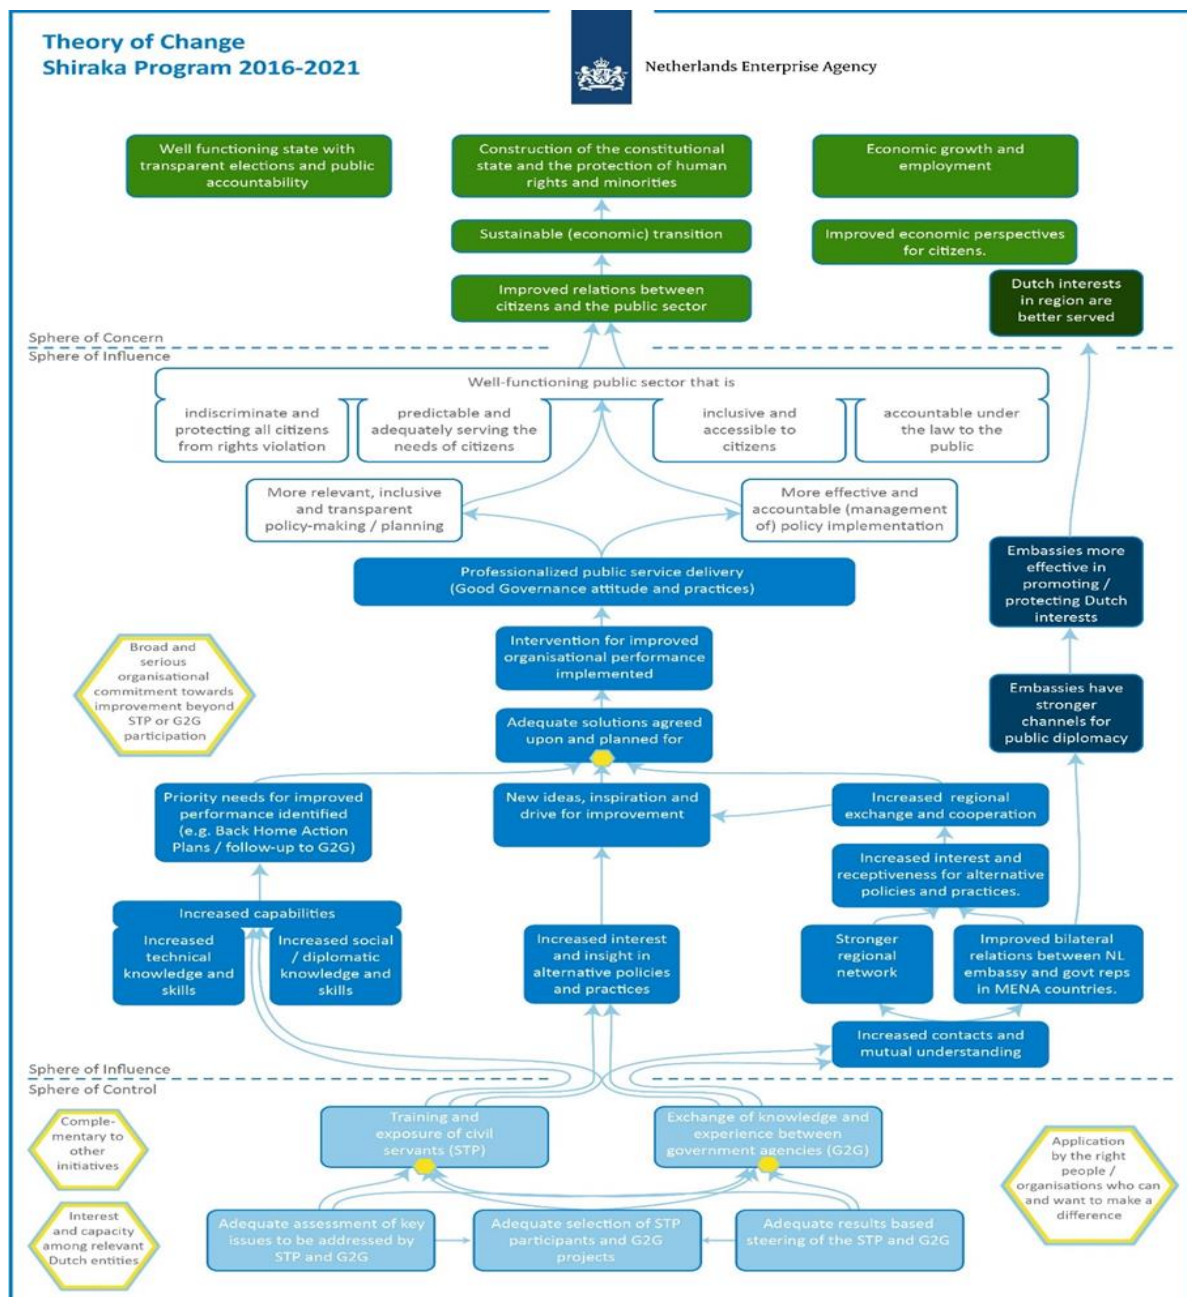 Theory of Change
Shiraka Program 2016-2021
Netherlands Enterprise Agency
Well functioning state with
transparent elections and public
accountability
Construction of the constitutional
state and the protection of human
rights and minorities
Economic growth and
employment
Sustainable (economic) transition
Improved economic perspectives
for citizens.
Improved relations between
citizens and the public sector
Dutch interests
in region are
better served
Sphere of Concern
Sphere of Influence
Well-functioning public sector that is
indiscriminate and
protecting all citizens
from rights violation
predictable and
adequately serving the
needs of citizens
inclusive and
accessible to
citizens
accountable under
the law to the
public
More relevant, inclusive
and transparent
policy-making / planning
More effective and
accountable (management
of) policy implementation
Professionalized public service delivery
(Good Governance attitude and practices)
Embassies more
effective in
promoting /
protecting Dutch
interests
Intervention for improved
organisational performance
implemented
Broad and
serious
organisational
commitment towards
improvement beyond
STP or G2G
participation
Embassies have
stronger
channels for
public diplomacy
Adequate solutions agreed
upon and planned for
Priority needs for improved
performance identified
(e.g. Back Home Action
Plans / follow-up to G2G)
New ideas, inspiration and
drive for improvement
Increased regional
exchange and cooperation
Increased interest and
receptiveness for alternative
policies and practices.
Increased capabilities
Increased
technical
knowledge and
skills
Increased social
/ diplomatic
knowledge and
skills
Increased interest
and insight in
alternative policies
and practices
Stronger
regional
network
Improved bilateral
relations between NL
embassy and govt reps
in MENA countries.
Increased contacts and
mutual understanding
Sphere of Influence
Sphere of Control
Comple-
mentary to
other
initiatives
Training and
exposure of civil
servants (STP)
Exchange of knowledge and
experience between
government agencies (G2G)
Application
by the right
people /
organisations who can
and want to make a
difference
Interest
and capacity
among relevant
Dutch entities
Adequate assessment of key
issues to be addressed by
STP and G2G
Adequate selection of STP
participants and G2G
projects
Adequate results based
steering of the STP and G2G